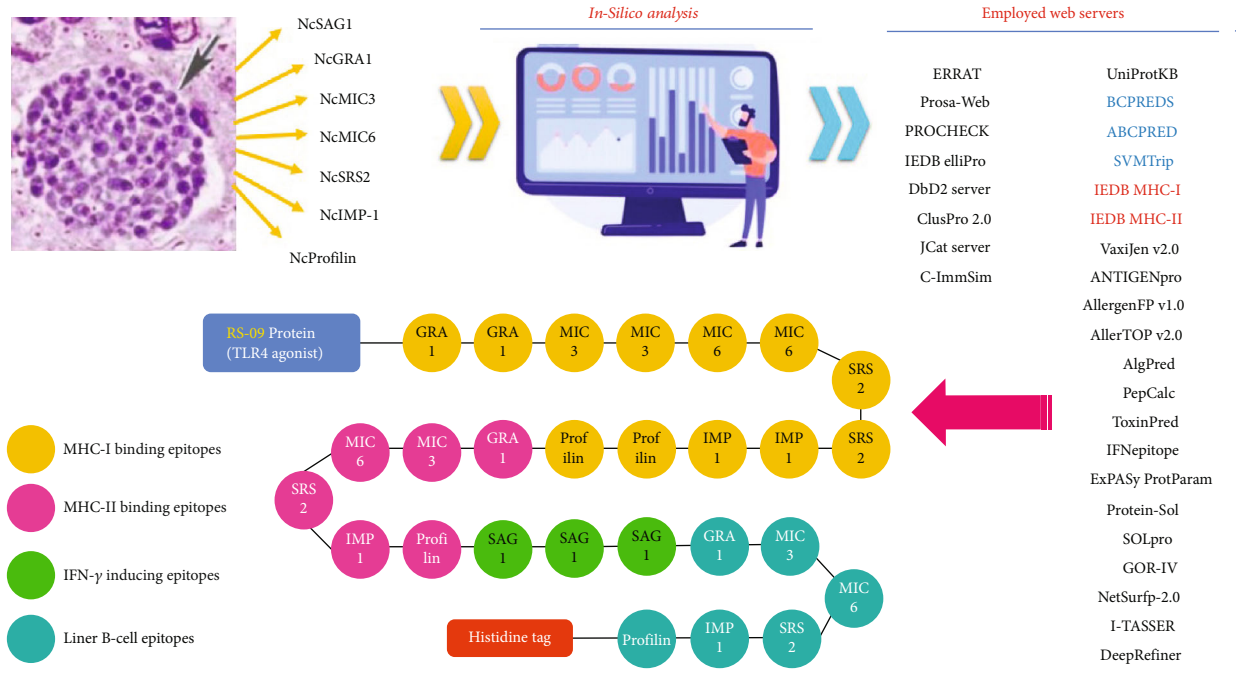 In-Silico analysis
Employed web servers
NcSAG1
NcGRA1
NcMIC3
NcMIC6
NcSRS2
NcIMP-1
NcProfilin
ERRAT
Prosa-Web
PROCHECK
IEDB elliPro
DbD2 server
ClusPro 2.0
JCat server
C-ImmSim
UniProtKB
BCPREDS
ABCPRED
SVMTrip
IEDB MHC-I
IEDB MHC-II
VaxiJen v2.0
ANTIGENpro
AllergenFP v1.0
AllerTOP v2.0
AlgPred
PepCalc
ToxinPred
IFNepitope
ExPASy ProtParam
Protein-Sol
SOLpro
GOR-IV
NetSurfp-2.0
I-TASSER
DeepRefiner
RS-09 Protein
(TLR4 agonist)
GRA
1
GRA
1
MIC
3
MIC
3
MIC
6
MIC
6
SRS
2
SRS
2
IMP
1
IMP
1
Prof
ilin
Prof
ilin
GRA
1
MIC
3
MIC
6
SRS
2
IMP
1
Profi
lin
SAG
1
SAG
1
SAG
1
GRA
1
MIC
3
MIC
6
SRS
2
IMP
1
Profilin
Histidine tag
MHC-I binding epitopes
MHC-II binding epitopes
IFN-γ inducing epitopes
Liner B-cell epitopes